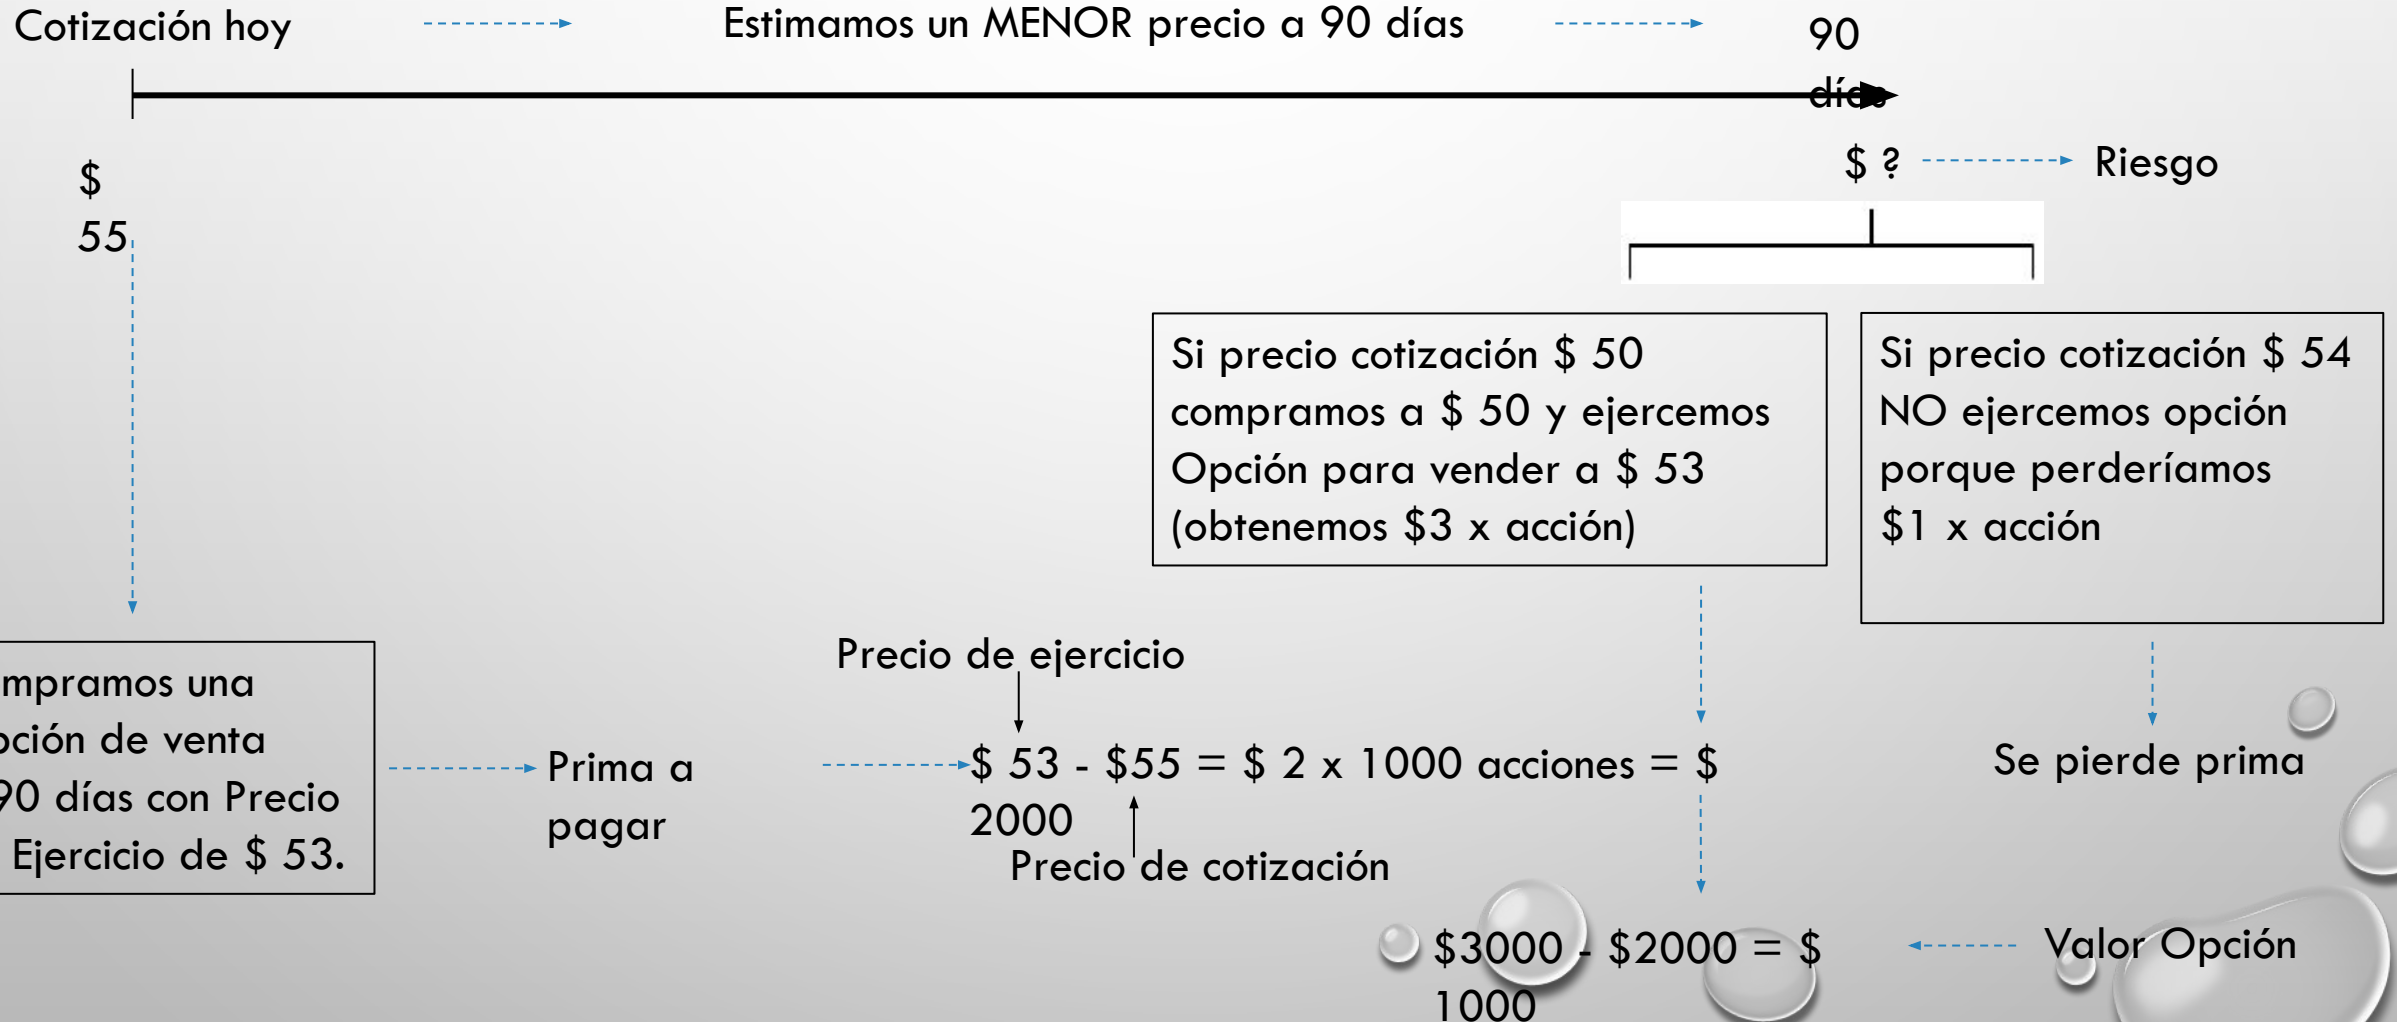 Cotización hoy
Estimamos un MENOR precio a 90 días
90
días
$
55
$ ?
Riesgo
Si precio cotización $ 50
compramos a $ 50 y ejercemos
Opción para vender a $ 53
(obtenemos $3 x acción)
Si precio cotización $ 54
NO ejercemos opción
porque perderíamos
$1 x acción
mpramos una
ción de venta
90 días con Precio
Ejercicio de $ 53.
Prima a
pagar
Precio de ejercicio
$ 53 - $55 = $ 2 x 1000 acciones = $
2000
Precio de cotización
Se pierde prima
$3000 - $2000 = $
1000
Valor Opción